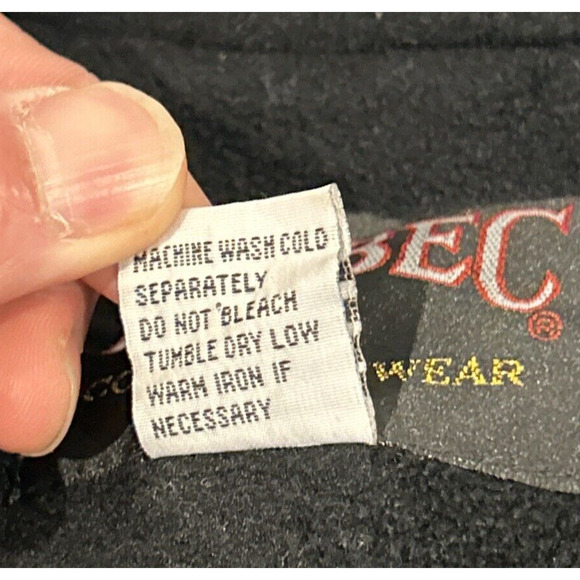 MACHINE WASH COLD
SEPARATELY
DO NOT BLEACH
TUMBLE DRY LOW
WARM IRON IF
NECESSARY
BEC®
WEAR